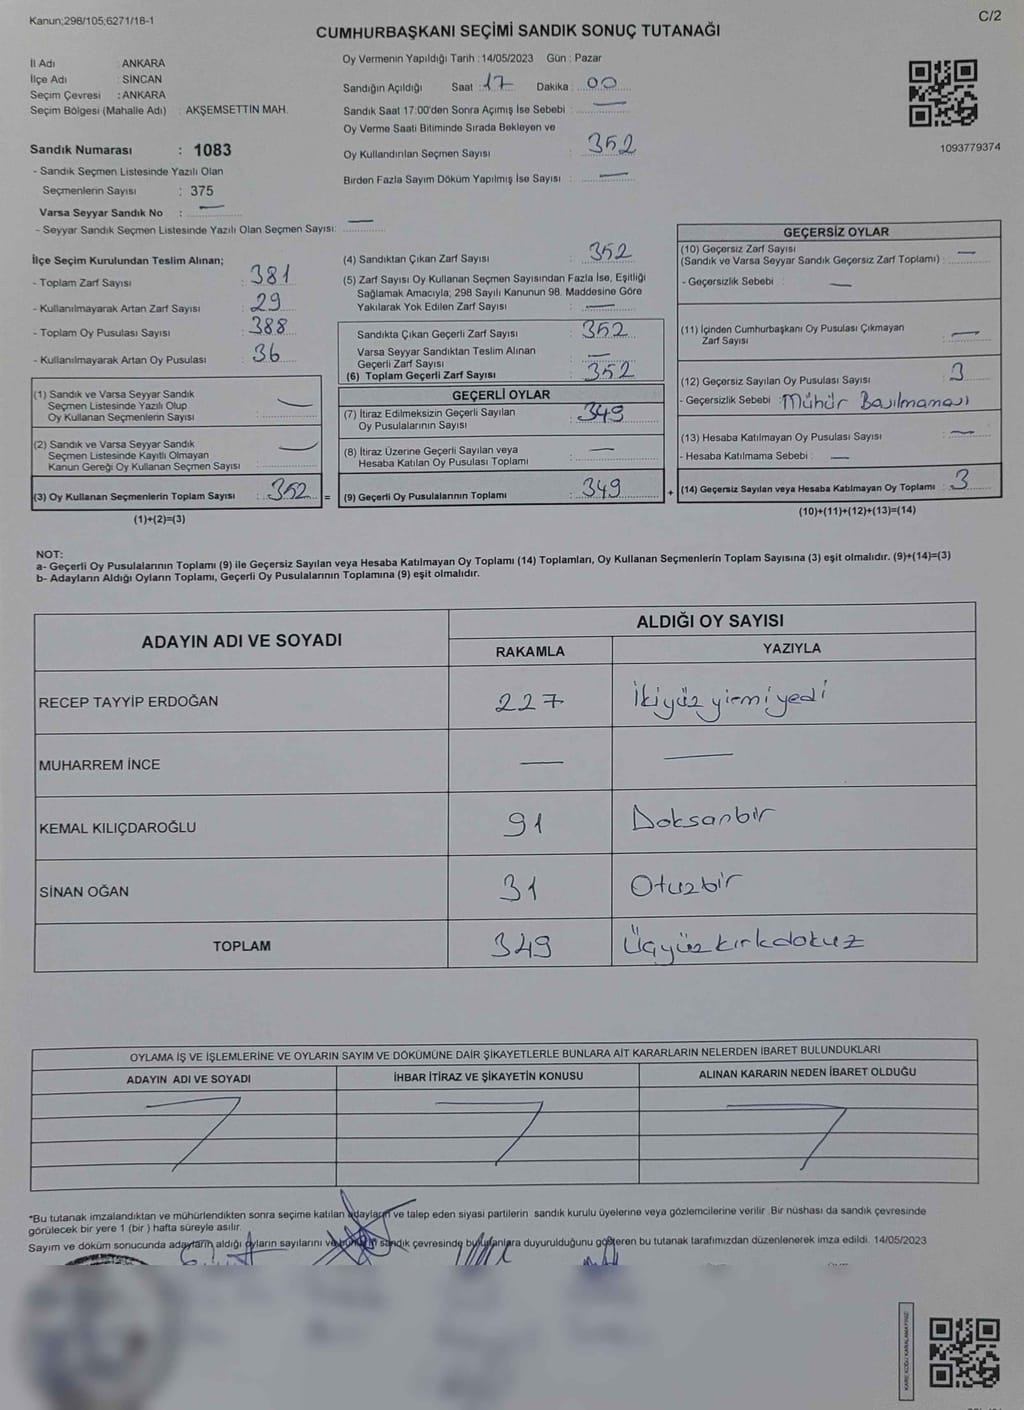 Kanun;298/105;6271/18-1
C/2
CUMHURBAŞKANI SEÇİMİ SANDIK SONUÇ TUTANAĞI
İl Adı : ANKARA
İlçe Adı : SİNCAN
Seçim Çevresi : ANKARA
Seçim Bölgesi (Mahalle Adı) : AKŞEMSETTİN MAH.
Sandık Numarası : 1083
- Sandık Seçmen Listesinde Yazılı Olan
Seçmenlerin Sayısı : 375
Varsa Seyyar Sandık No : —
- Seyyar Sandık Seçmen Listesinde Yazılı Olan Seçmen Sayısı: —
Oy Vermenin Yapıldığı Tarih : 14/05/2023 Gün : Pazar
Sandığın Açıldığı Saat : 17 Dakika : 00
Sandık Saat 17:00'den Sonra Açımış İse Sebebi : —
Oy Verme Saati Bitiminde Sırada Bekleyen ve
Oy Kullandırılan Seçmen Sayısı : 352
Birden Fazla Sayım Döküm Yapılmış İse Sayısı : —
1093779374
İlçe Seçim Kurulundan Teslim Alınan;
- Toplam Zarf Sayısı : 381
- Kullanılmayarak Artan Zarf Sayısı : 29
- Toplam Oy Pusulası Sayısı : 388
- Kullanılmayarak Artan Oy Pusulası : 36
(1) Sandık ve Varsa Seyyar Sandık
Seçmen Listesinde Yazılı Olup
Oy Kullanan Seçmenlerin Sayısı : —
(2) Sandık ve Varsa Seyyar Sandık
Seçmen Listesinde Kayıtlı Olmayan
Kanun Gereği Oy Kullanan Seçmen Sayısı : —
(3) Oy Kullanan Seçmenlerin Toplam Sayısı : 352 =
(1)+(2)=(3)
(4) Sandıktan Çıkan Zarf Sayısı : 352
(5) Zarf Sayısı Oy Kullanan Seçmen Sayısından Fazla İse, Eşitliği
Sağlamak Amacıyla; 298 Sayılı Kanunun 98. Maddesine Göre
Yakılarak Yok Edilen Zarf Sayısı : —
Sandıkta Çıkan Geçerli Zarf Sayısı : 352
Varsa Seyyar Sandıktan Teslim Alınan
Geçerli Zarf Sayısı : —
(6) Toplam Geçerli Zarf Sayısı : 352
GEÇERLİ OYLAR
(7) İtiraz Edilmeksizin Geçerli Sayılan
Oy Pusulalarının Sayısı : 349
(8) İtiraz Üzerine Geçerli Sayılan veya
Hesaba Katılan Oy Pusulası Toplamı : —
(9) Geçerli Oy Pusulalarının Toplamı : 349 +
GEÇERSİZ OYLAR
(10) Geçersiz Zarf Sayısı
(Sandık ve Varsa Seyyar Sandık Geçersiz Zarf Toplamı) : —
- Geçersizlik Sebebi : —
(11) İçinden Cumhurbaşkanı Oy Pusulası Çıkmayan
Zarf Sayısı : —
(12) Geçersiz Sayılan Oy Pusulası Sayısı : 3
- Geçersizlik Sebebi : Mühür Basılmaması
(13) Hesaba Katılmayan Oy Pusulası Sayısı : —
- Hesaba Katılmama Sebebi : —
(14) Geçersiz Sayılan veya Hesaba Katılmayan Oy Toplamı : 3
(10)+(11)+(12)+(13)=(14)
NOT:
a- Geçerli Oy Pusulalarının Toplamı (9) ile Geçersiz Sayılan veya Hesaba Katılmayan Oy Toplamı (14) Toplamları, Oy Kullanan Seçmenlerin Toplam Sayısına (3) eşit olmalıdır. (9)+(14)=(3)
b- Adayların Aldığı Oyların Toplamı, Geçerli Oy Pusulalarının Toplamına (9) eşit olmalıdır.
ADAYIN ADI VE SOYADI
ALDIĞI OY SAYISI
RAKAMLA YAZIYLA
RECEP TAYYİP ERDOĞAN 227 İkiyüzyirmiyedi
MUHARREM İNCE — —
KEMAL KILIÇDAROĞLU 91 Doksanbir
SİNAN OĞAN 31 Otuzbir
TOPLAM 349 Üçyüzkırkdokuz
OYLAMA İŞ VE İŞLEMLERİNE VE OYLARIN SAYIM VE DÖKÜMÜNE DAİR ŞİKAYETLERLE BUNLARA AİT KARARLARIN NELERDEN İBARET BULUNDUKLARI
ADAYIN ADI VE SOYADI İHBAR İTİRAZ VE ŞİKAYETİN KONUSU ALINAN KARARIN NEDEN İBARET OLDUĞU
*Bu tutanak imzalandıktan ve mühürlendikten sonra seçime katılan adayların ve talep eden siyasi partilerin sandık kurulu üyelerine veya gözlemcilerine verilir .Bir nüshası da sandık çevresinde
görülecek bir yere 1 (bir ) hafta süreyle asılır.
Sayım ve döküm sonucunda adayların aldığı oyların sayılarını ve bunun sandık çevresinde bulunanlara duyurulduğunu gösteren bu tutanak tarafımızdan düzenlenerek imza edildi. 14/05/2023
KARE KODU KARALAMAYINIZ